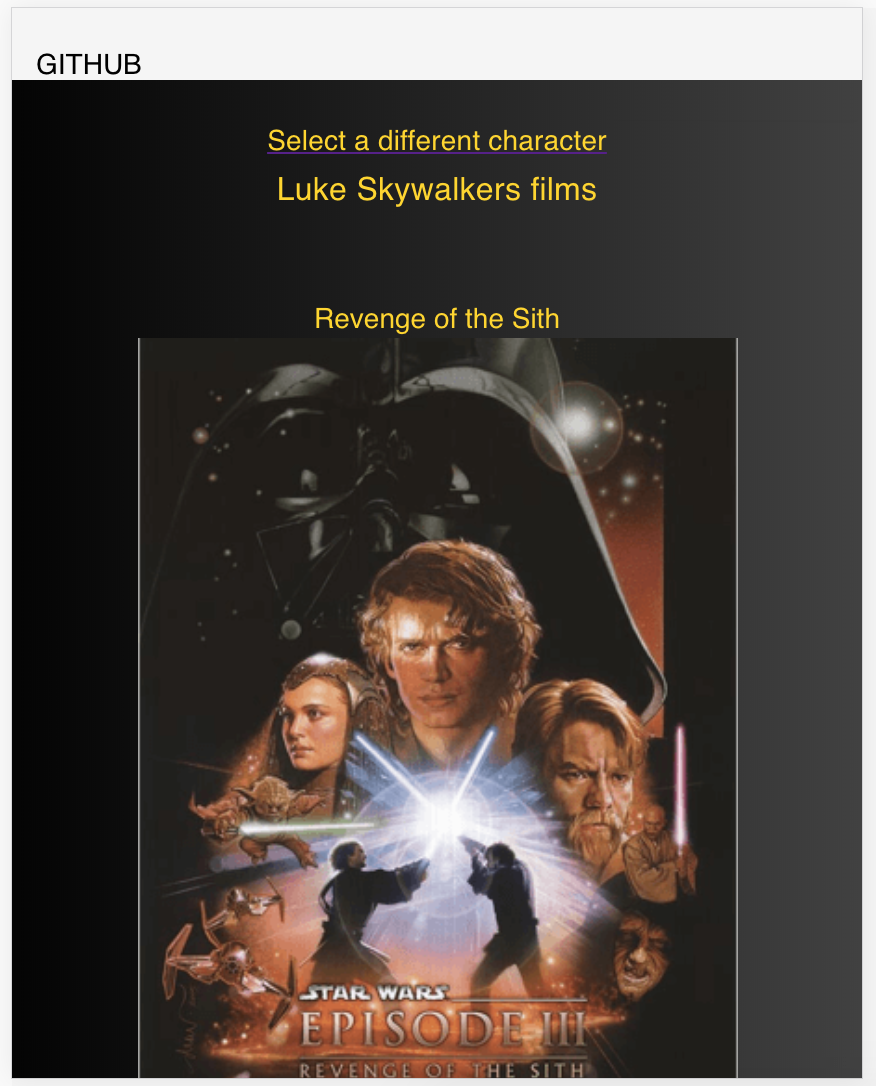 GITHUB
Select a different character
Luke Skywalkers films
Revenge of the Sith
STAR WARS
EPISODE III
REVENGE OF THE SITH